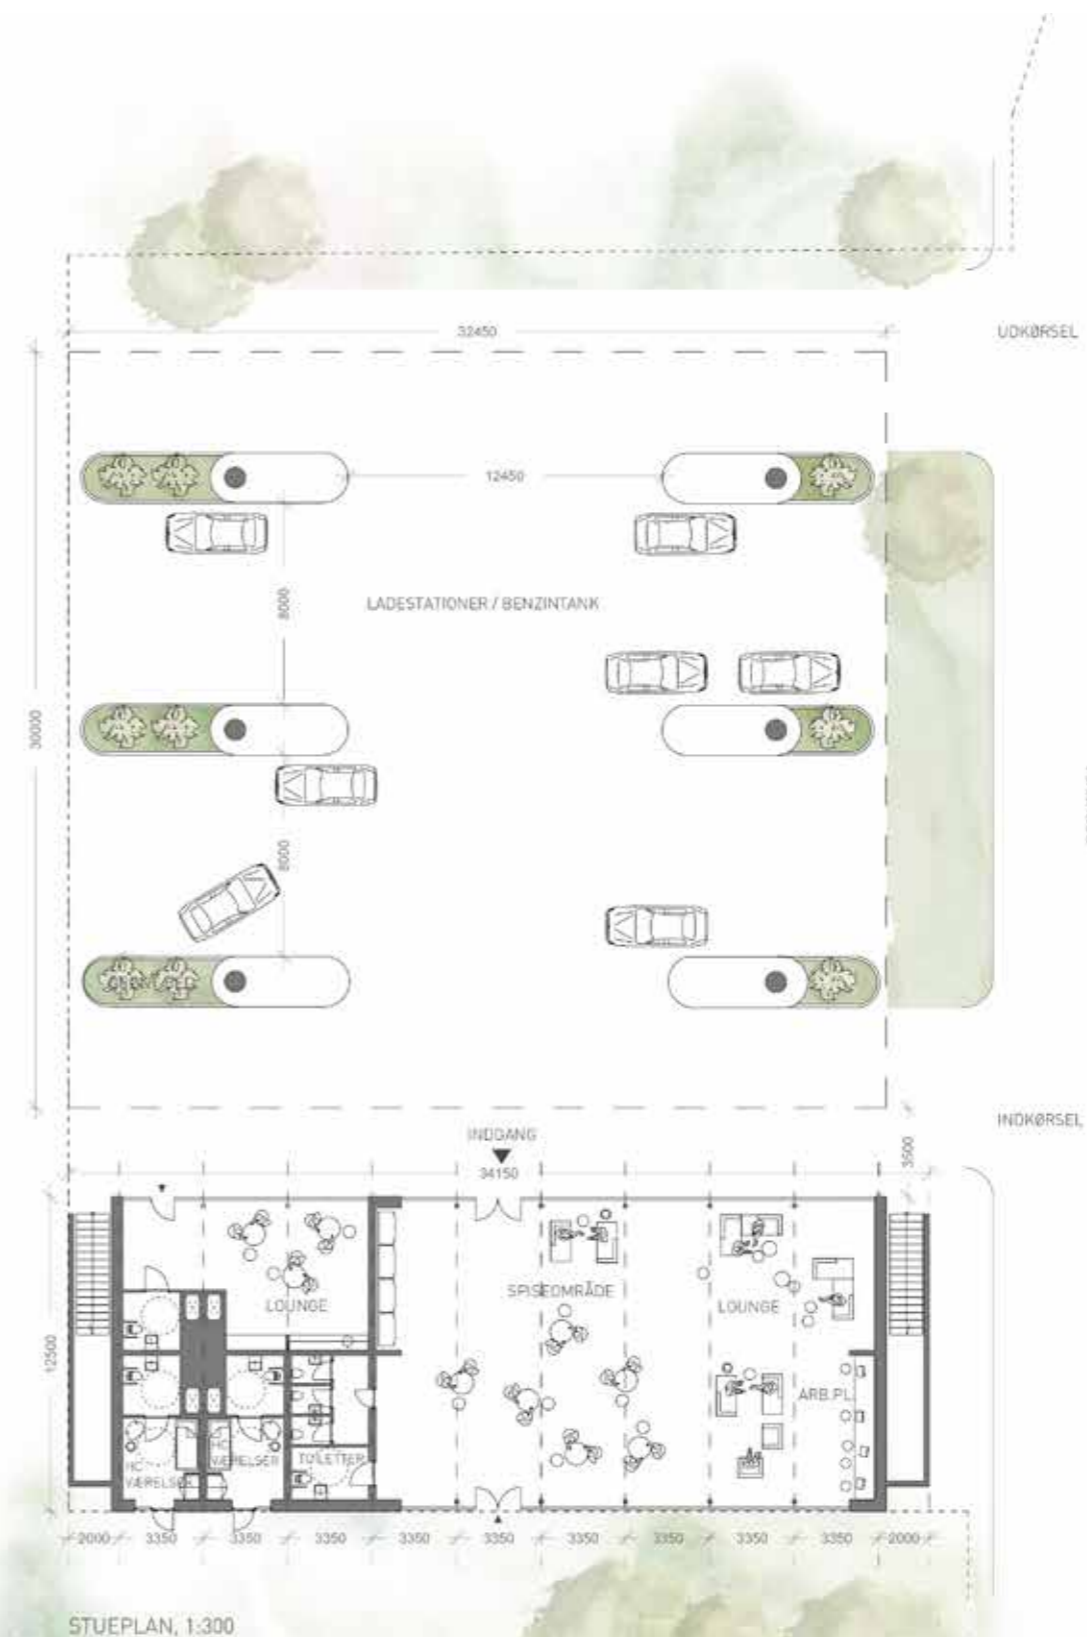 32450
UDKØRSEL
12450
8000
LADESTATIONER / BENZINTANK
30000
8000
INDKØRSEL
INDGANG
3500
34150
SPISEOMRÅDE
LOUNGE
LOUNGE
12500
ARB.PL.
HC
VÆRELSER
HC
VÆRELSER
TOILETTER
2000 3350 3350 3350 3350 3350 3350 3350 3350 3350 2000
STUEPLAN, 1:300